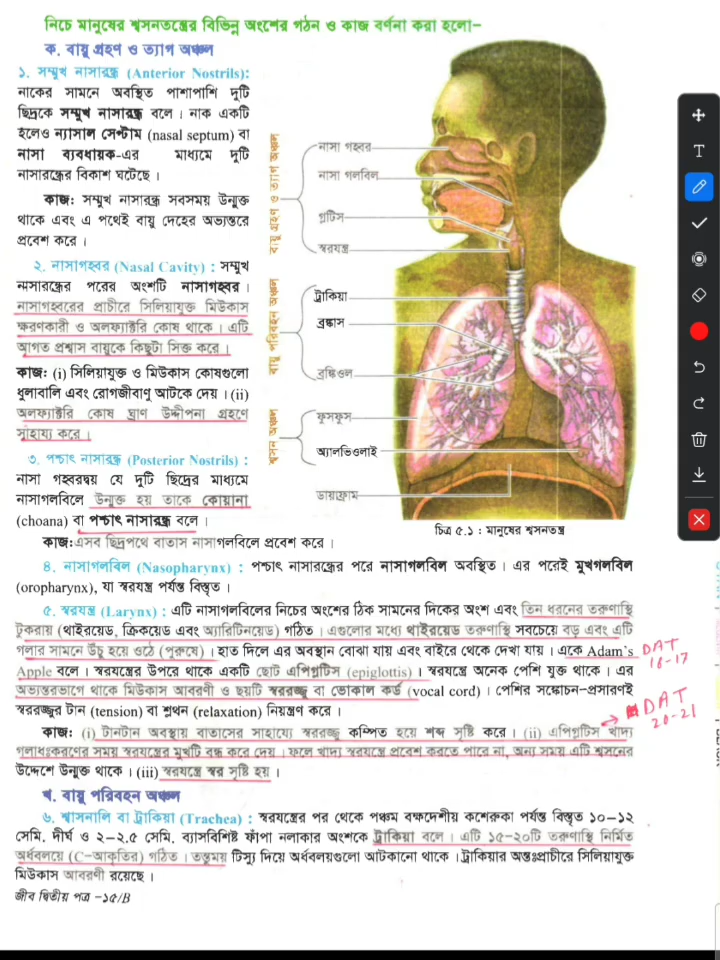 নিচে মানুষের শ্বসনতন্ত্রের বিভিন্ন অংশের গঠন ও কাজ বর্ণনা করা হলো–
ক. বায়ু গ্রহণ ও ত্যাগ অঞ্চল
১. সম্মুখ নাসারন্ধ্র (Anterior Nostrils):
নাকের সামনে অবস্থিত পাশাপাশি দুটি
ছিদ্রকে সম্মুখ নাসারন্ধ্র বলে। নাক একটি
হলেও ন্যাসাল সেপ্টাম (nasal septum) বা
নাসা ব্যবধায়ক-এর মাধ্যমে দুটি
নাসারন্ধ্রের বিকাশ ঘটেছে।
কাজ: সম্মুখ নাসারন্ধ্র সবসময় উন্মুক্ত
থাকে এবং এ পথেই বায়ু দেহের অভ্যন্তরে
প্রবেশ করে।
২. নাসাগহ্বর (Nasal Cavity) : সম্মুখ
নাসারন্ধ্রের পরের অংশটি নাসাগহ্বর।
নাসাগহ্বরের প্রাচীরে সিলিয়াযুক্ত মিউকাস
ক্ষরণকারী ও অলফ্যাক্টরি কোষ থাকে। এটি
আগত প্রশ্বাস বায়ুকে কিছুটা সিক্ত করে।
কাজ: (i) সিলিয়াযুক্ত ও মিউকাস কোষগুলো
ধুলাবালি এবং রোগজীবাণু আটকে দেয়। (ii)
অলফ্যাক্টরি কোষ ঘ্রাণ উদ্দীপনা গ্রহণে
সাহায্য করে।
৩. পশ্চাৎ নাসারন্ধ্র (Posterior Nostrils) :
নাসা গহ্বরদ্বয় যে দুটি ছিদ্রের মাধ্যমে
নাসাগলবিলে উন্মুক্ত হয় তাকে কোয়ানা
(choana) বা পশ্চাৎ নাসারন্ধ্র বলে।
কাজ:এসব ছিদ্রপথে বাতাস নাসাগলবিলে প্রবেশ করে।
বায়ু গ্রহণ ও ত্যাগ অঞ্চল
নাসা গহ্বর
নাসা গলবিল
গ্লটিস
স্বরযন্ত্র
বায়ু পরিবহন অঞ্চল
ট্রাকিয়া
ব্রঙ্কাস
ব্রঙ্কিওল
শ্বসন অঞ্চল
ফুসফুস
অ্যালভিওলাই
ডায়াফ্রাম
চিত্র ৫.১ : মানুষের শ্বসনতন্ত্র
৪. নাসাগলবিল (Nasopharynx) : পশ্চাৎ নাসারন্ধ্রের পরে নাসাগলবিল অবস্থিত। এর পরেই মুখগলবিল
(oropharynx), যা স্বরযন্ত্র পর্যন্ত বিস্তৃত।
৫. স্বরযন্ত্র (Larynx) : এটি নাসাগলবিলের নিচের অংশের ঠিক সামনের দিকের অংশ এবং তিন ধরনের তরুণাস্থি
টুকরায় (থাইরয়েড, ক্রিকয়েড এবং অ্যারিটিনয়েড) গঠিত। এগুলোর মধ্যে থাইরয়েড তরুণাস্থি সবচেয়ে বড় এবং এটি
গলার সামনে উঁচু হয়ে ওঠে (পুরুষে)। হাত দিলে এর অবস্থান বোঝা যায় এবং বাইরে থেকে দেখা যায়। একে Adam's
Apple বলে। স্বরযন্ত্রের উপরে থাকে একটি ছোট এপিগ্লটিস (epiglottis)। স্বরযন্ত্রে অনেক পেশি যুক্ত থাকে। এর
অভ্যন্তরভাগে থাকে মিউকাস আবরণী ও ছয়টি স্বররজ্জু বা ভোকাল কর্ড (vocal cord)। পেশির সঙ্কোচন-প্রসারণই
স্বররজ্জুর টান (tension) বা শ্লথন (relaxation) নিয়ন্ত্রণ করে।
DAT
16-17
DAT
20-21
কাজ: (i) টানটান অবস্থায় বাতাসের সাহায্যে স্বররজ্জু কম্পিত হয়ে শব্দ সৃষ্টি করে। (ii) এপিগ্লটিস খাদ্য
গলাধঃকরণের সময় স্বরযন্ত্রের মুখটি বন্ধ করে দেয়। ফলে খাদ্য স্বরযন্ত্রে প্রবেশ করতে পারে না, অন্য সময় এটি শ্বসনের
উদ্দেশে উন্মুক্ত থাকে। (iii) স্বরযন্ত্রে স্বর সৃষ্টি হয়।
খ. বায়ু পরিবহন অঞ্চল
৬. শ্বাসনালি বা ট্রাকিয়া (Trachea) : স্বরযন্ত্রের পর থেকে পঞ্চম বক্ষদেশীয় কশেরুকা পর্যন্ত বিস্তৃত ১০–১২
সেমি. দীর্ঘ ও ২–২.৫ সেমি. ব্যাসবিশিষ্ট ফাঁপা নলাকার অংশকে ট্রাকিয়া বলে। এটি ১৫–২০টি তরুণাস্থি নির্মিত
অর্ধবলয়ে (C-আকৃতির) গঠিত। তন্তুময় টিস্যু দিয়ে অর্ধবলয়গুলো আটকানো থাকে। ট্রাকিয়ার অন্তঃপ্রাচীরে সিলিয়াযুক্ত
মিউকাস আবরণী রয়েছে।
জীব দ্বিতীয় পত্র –১৫/B